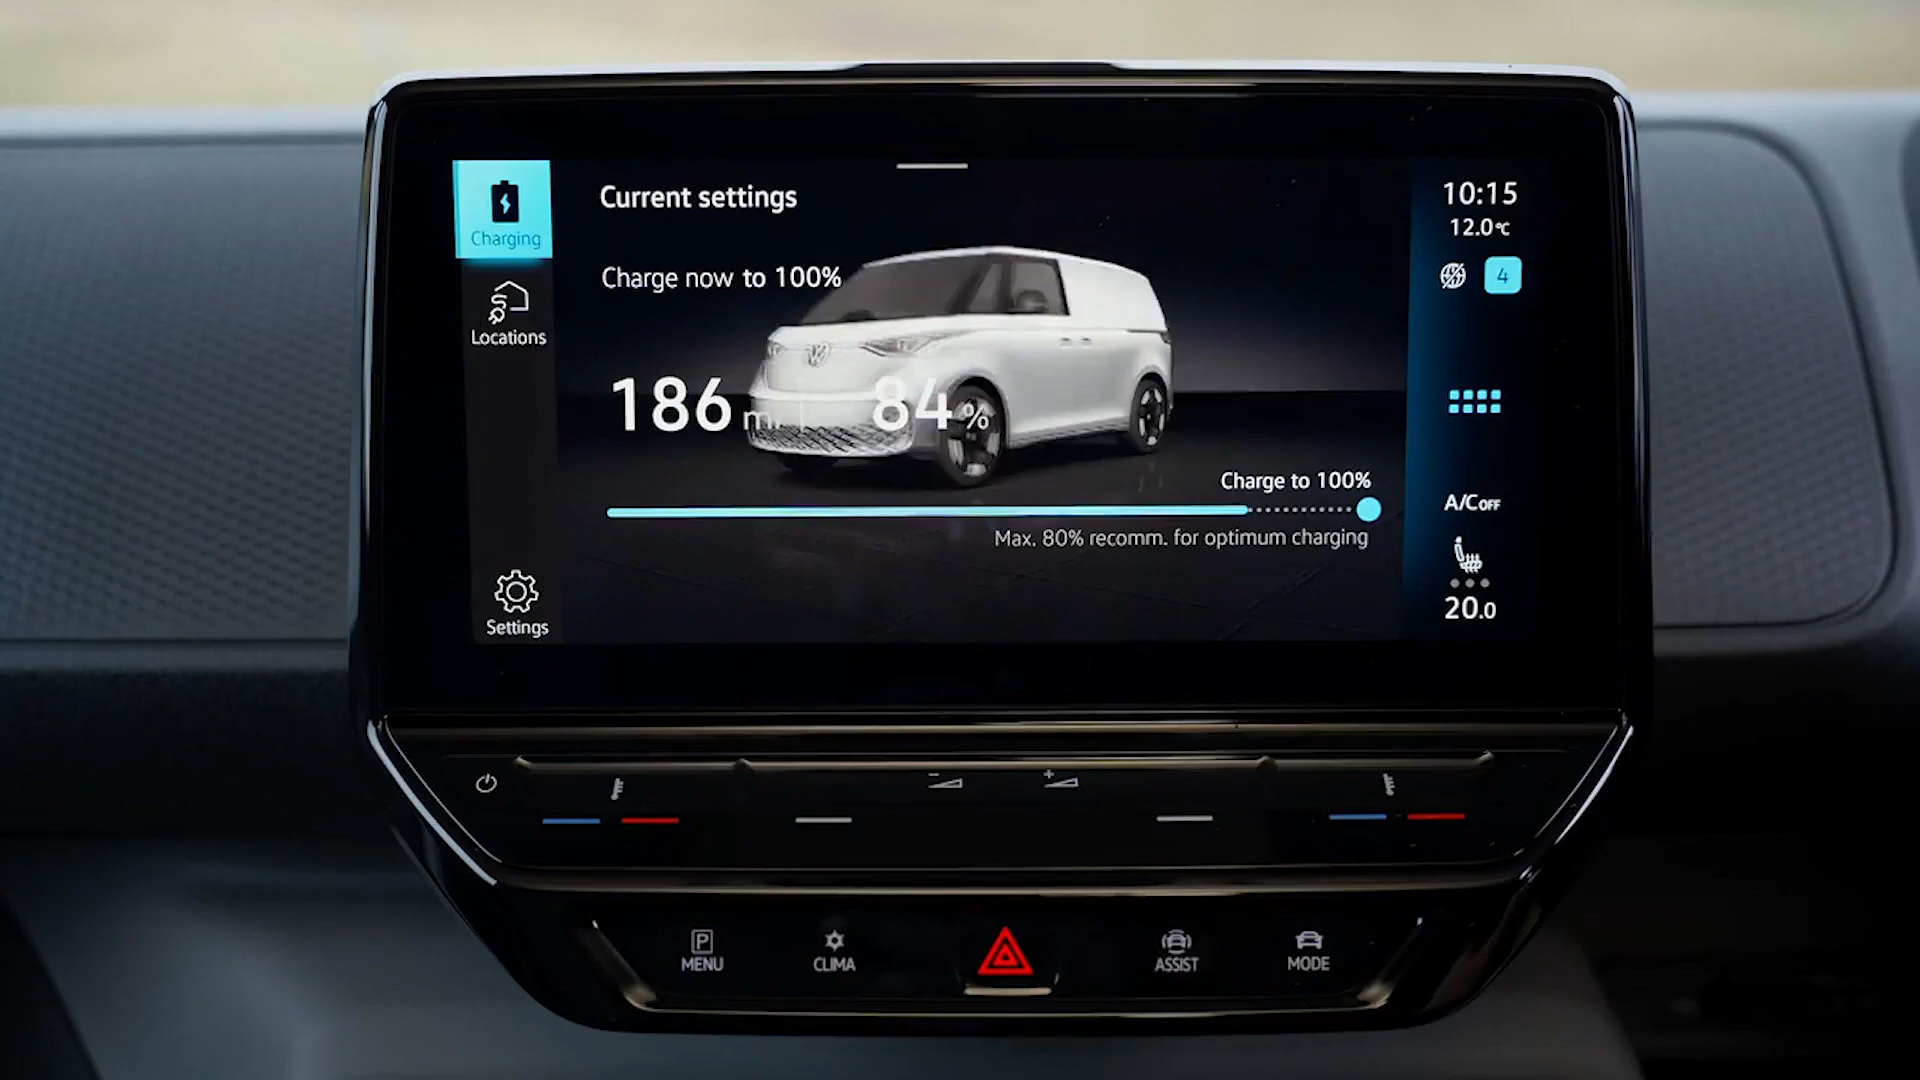 Charging
Locations
Settings
Current settings
Charge now to 100%
186 mi 84%
Charge to 100%
Max. 80% recomm. for optimum charging
10:15
12.0°C
4
A/C OFF
20.0
P
MENU
CLIMA
ASSIST
MODE